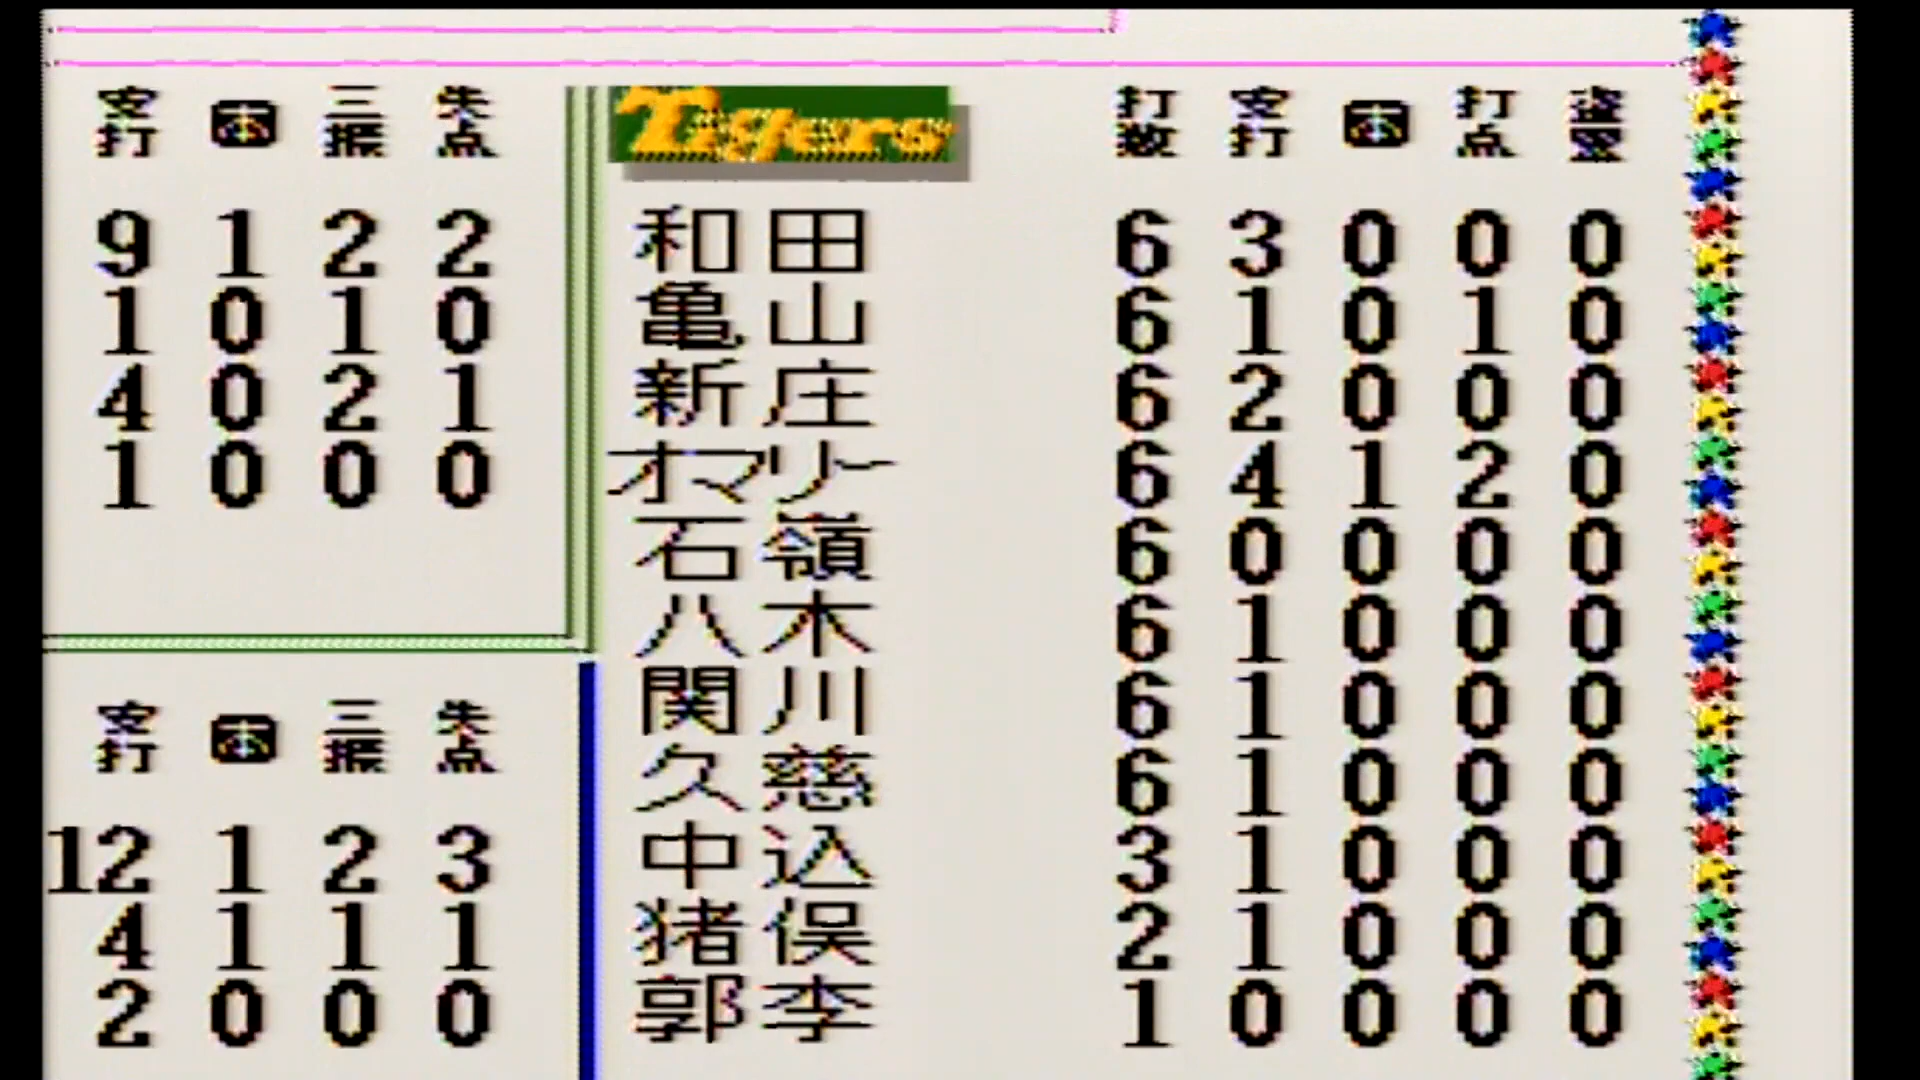 安打 本 三振 失点
9 1 2 2
1 0 1 0
4 0 2 1
1 0 0 0
安打 本 三振 失点
12 1 2 3
4 1 1 1
2 0 0 0
Tigers 打数 安打 本 打点 盗塁
和田 6 3 0 0 0
亀山 6 1 0 1 0
新庄 6 2 0 0 0
オマリー 6 4 1 2 0
石嶺 6 0 0 0 0
八木 6 1 0 0 0
関川 6 1 0 0 0
久慈 6 1 0 0 0
中込 3 1 0 0 0
猪俣 2 1 0 0 0
郭李 1 0 0 0 0